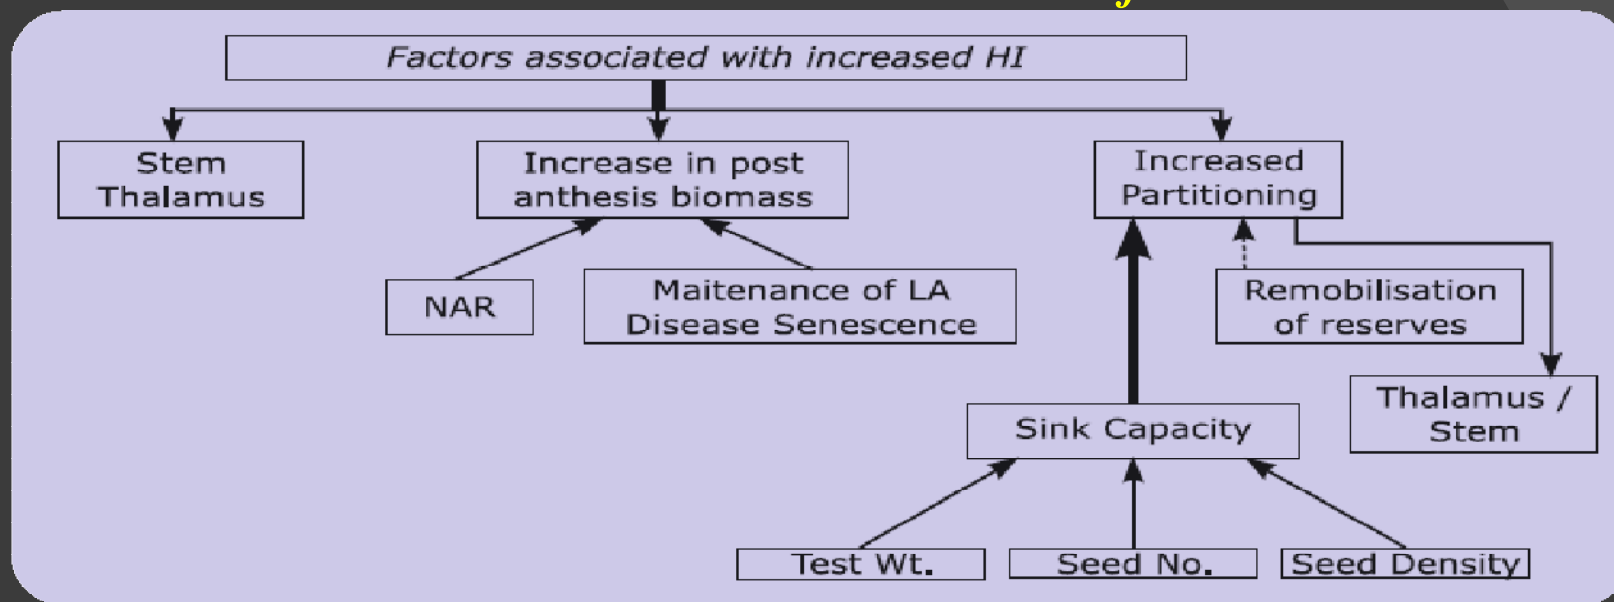 Factors associated with increased HI
Stem
Thalamus
Increase in post
anthesis biomass
Increased
Partitioning
NAR
Maitenance of LA
Disease Senescence
Remobilisation
of reserves
Thalamus /
Stem
Sink Capacity
Test Wt.
Seed No.
Seed Density